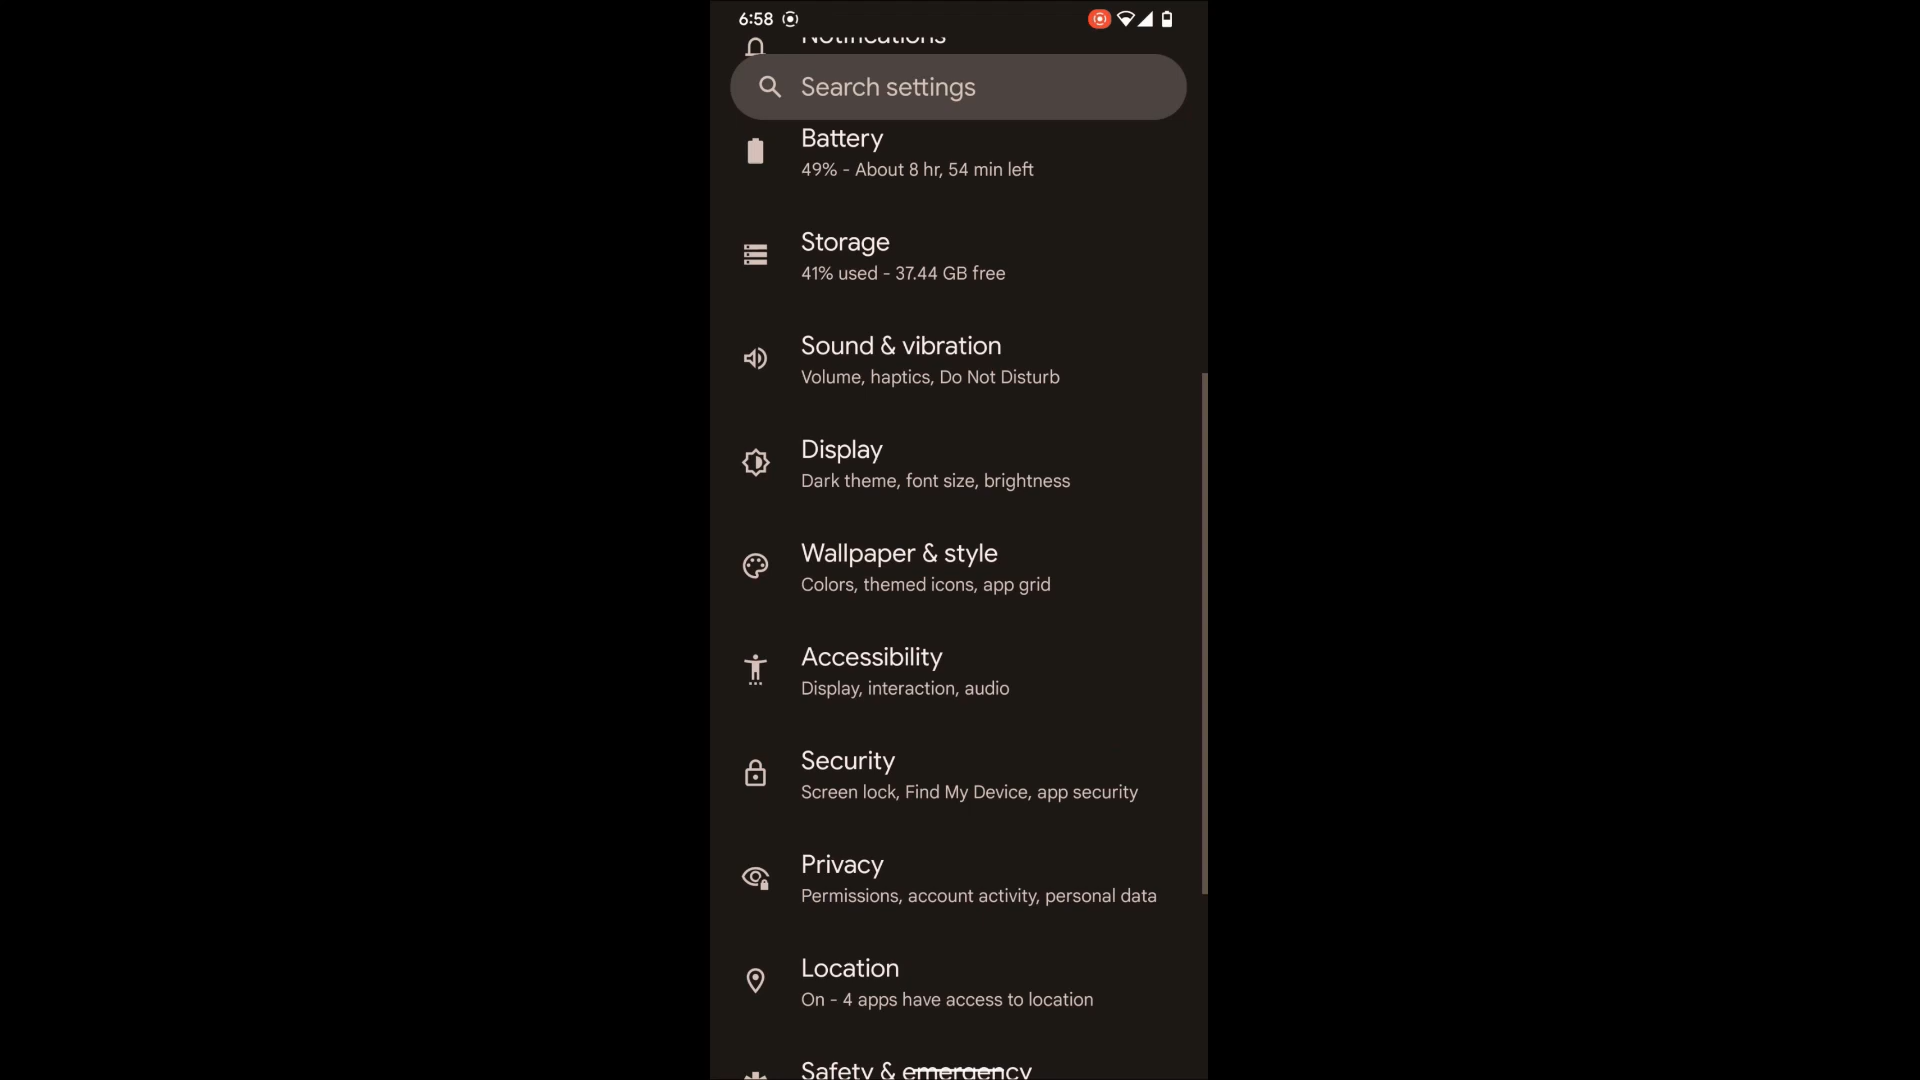 6:58
Notifications
Search settings
Battery
49% - About 8 hr, 54 min left
Storage
41% used - 37.44 GB free
Sound & vibration
Volume, haptics, Do Not Disturb
Display
Dark theme, font size, brightness
Wallpaper & style
Colors, themed icons, app grid
Accessibility
Display, interaction, audio
Security
Screen lock, Find My Device, app security
Privacy
Permissions, account activity, personal data
Location
On - 4 apps have access to location
Safety & emergency